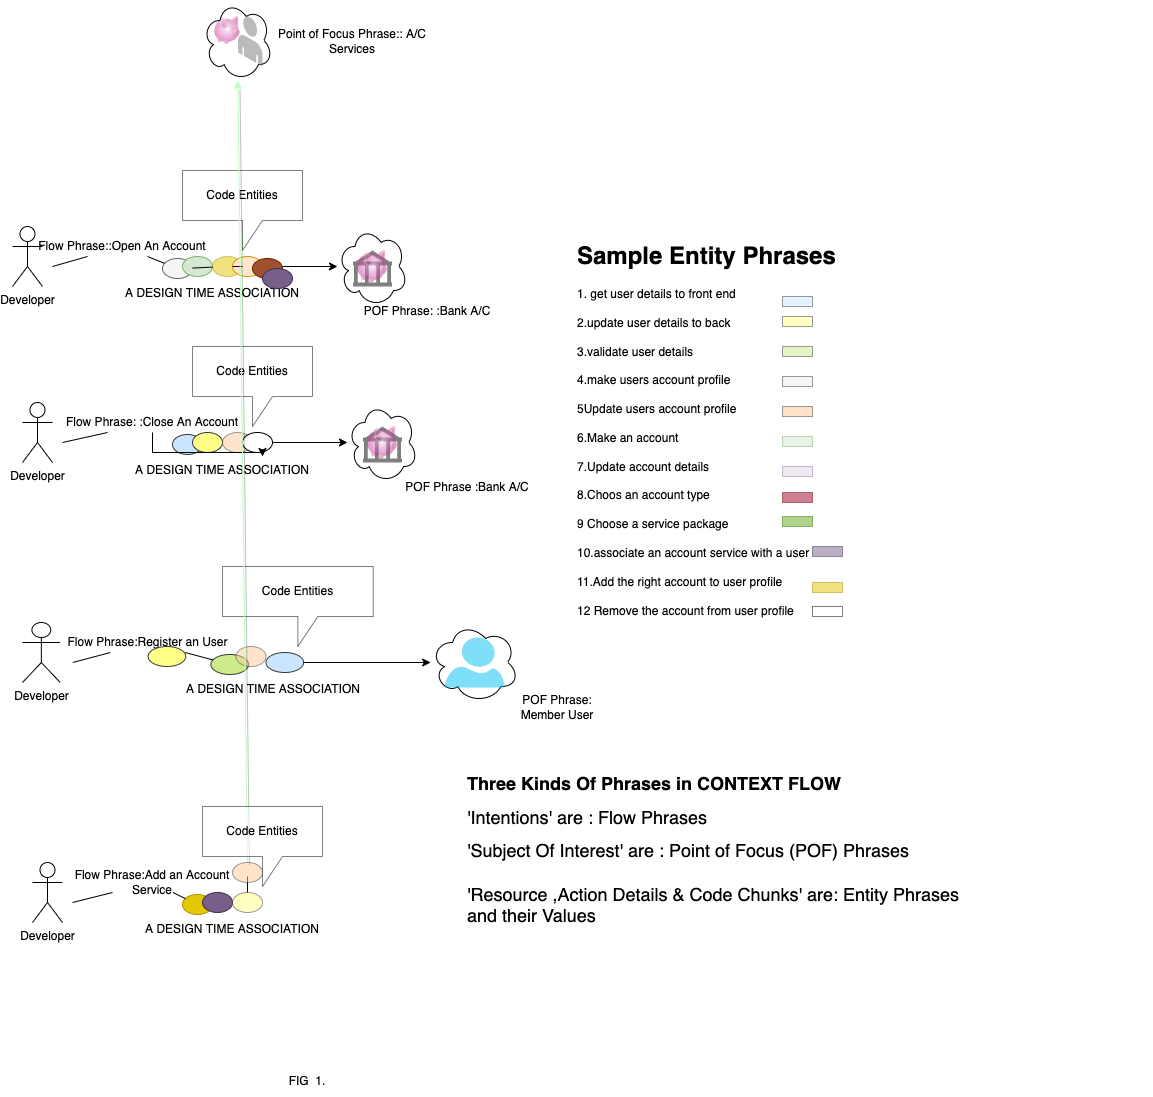 Point of Focus Phrase:: A/C
Services
Code Entities
Flow Phrase::Open An Account
Developer
A DESIGN TIME ASSOCIATION
POF Phrase: :Bank A/C
Code Entities
Flow Phrase: :Close An Account
Developer
A DESIGN TIME ASSOCIATION
POF Phrase :Bank A/C
Code Entities
Flow Phrase:Register an User
Developer
A DESIGN TIME ASSOCIATION
POF Phrase:
Member User
Code Entities
Flow Phrase:Add an Account
Service
Developer
A DESIGN TIME ASSOCIATION
Sample Entity Phrases
1. get user details to front end
2.update user details to back
3.validate user details
4.make users account profile
5Update users account profile
6.Make an account
7.Update account details
8.Choos an account type
9 Choose a service package
10.associate an account service with a user
11.Add the right account to user profile
12 Remove the account from user profile
Three Kinds Of Phrases in CONTEXT FLOW
'Intentions' are : Flow Phrases
'Subject Of Interest' are : Point of Focus (POF) Phrases
'Resource ,Action Details & Code Chunks' are: Entity Phrases
and their Values
FIG 1.